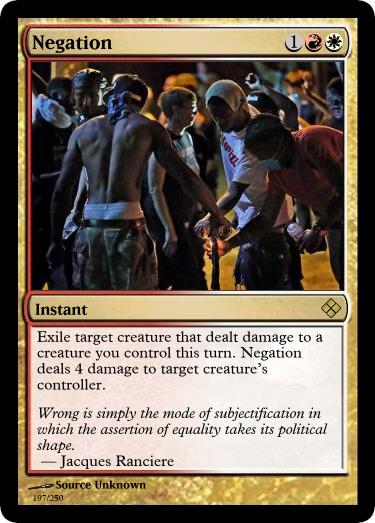 Negation 1
Instant
Exile target creature that dealt damage to a
creature you control this turn. Negation
deals 4 damage to target creature's
controller.
Wrong is simply the mode of subjectification in
which the assertion of equality takes its political
shape.
— Jacques Ranciere
Source Unknown
197/250